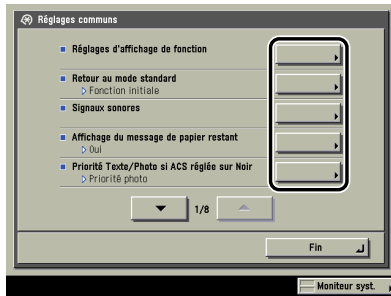 Réglages communs
Réglages d'affichage de fonction
Retour au mode standard
Fonction initiale
Signaux sonores
Affichage du message de papier restant
Oui
Priorité Texte/Photo si ACS réglée sur Noir
Priorité photo
1/8
Fin
Moniteur syst.